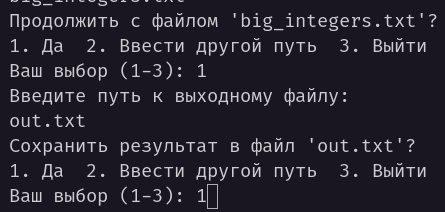 big_integers.txt
Продолжить с файлом 'big_integers.txt'?
1. Да  2. Ввести другой путь  3. Выйти
Ваш выбор (1-3): 1
Введите путь к выходному файлу:
out.txt
Сохранить результат в файл 'out.txt'?
1. Да  2. Ввести другой путь  3. Выйти
Ваш выбор (1-3): 1